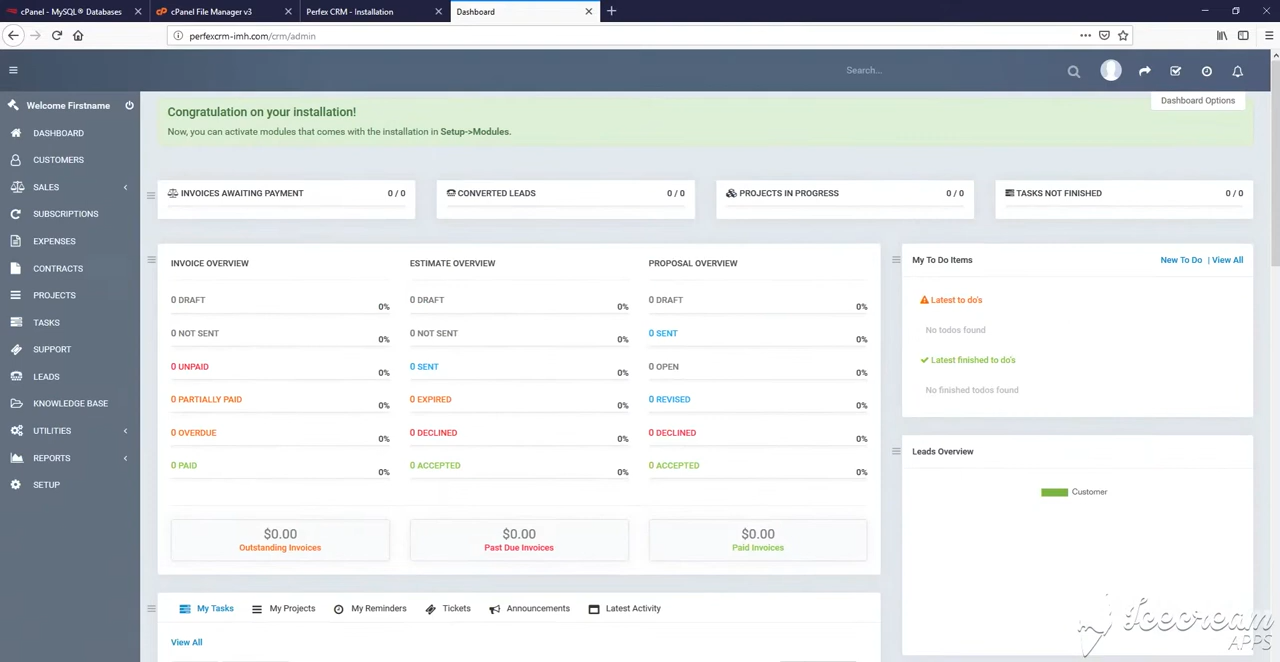 cPanel - MySQL® Databases
cPanel File Manager v3
Perfex CRM - Installation
Dashboard
perfexcrm-imh.com/crm/admin
Search...
Welcome Firstname
DASHBOARD
CUSTOMERS
SALES
SUBSCRIPTIONS
EXPENSES
CONTRACTS
PROJECTS
TASKS
SUPPORT
LEADS
KNOWLEDGE BASE
UTILITIES
REPORTS
SETUP
Dashboard Options
Congratulation on your installation!
Now, you can activate modules that comes with the installation in Setup->Modules.
INVOICES AWAITING PAYMENT 0 / 0
CONVERTED LEADS 0 / 0
PROJECTS IN PROGRESS 0 / 0
TASKS NOT FINISHED 0 / 0
INVOICE OVERVIEW
0 DRAFT 0%
0 NOT SENT 0%
0 UNPAID 0%
0 PARTIALLY PAID 0%
0 OVERDUE 0%
0 PAID 0%
ESTIMATE OVERVIEW
0 DRAFT 0%
0 NOT SENT 0%
0 SENT 0%
0 EXPIRED 0%
0 DECLINED 0%
0 ACCEPTED 0%
PROPOSAL OVERVIEW
0 DRAFT 0%
0 SENT 0%
0 OPEN 0%
0 REVISED 0%
0 DECLINED 0%
0 ACCEPTED 0%
$0.00
Outstanding Invoices
$0.00
Past Due Invoices
$0.00
Paid Invoices
My To Do Items New To Do | View All
Latest to do's
No todos found
Latest finished to do's
No finished todos found
Leads Overview
Customer
My Tasks My Projects My Reminders Tickets Announcements Latest Activity
View All
Icecream
APPS